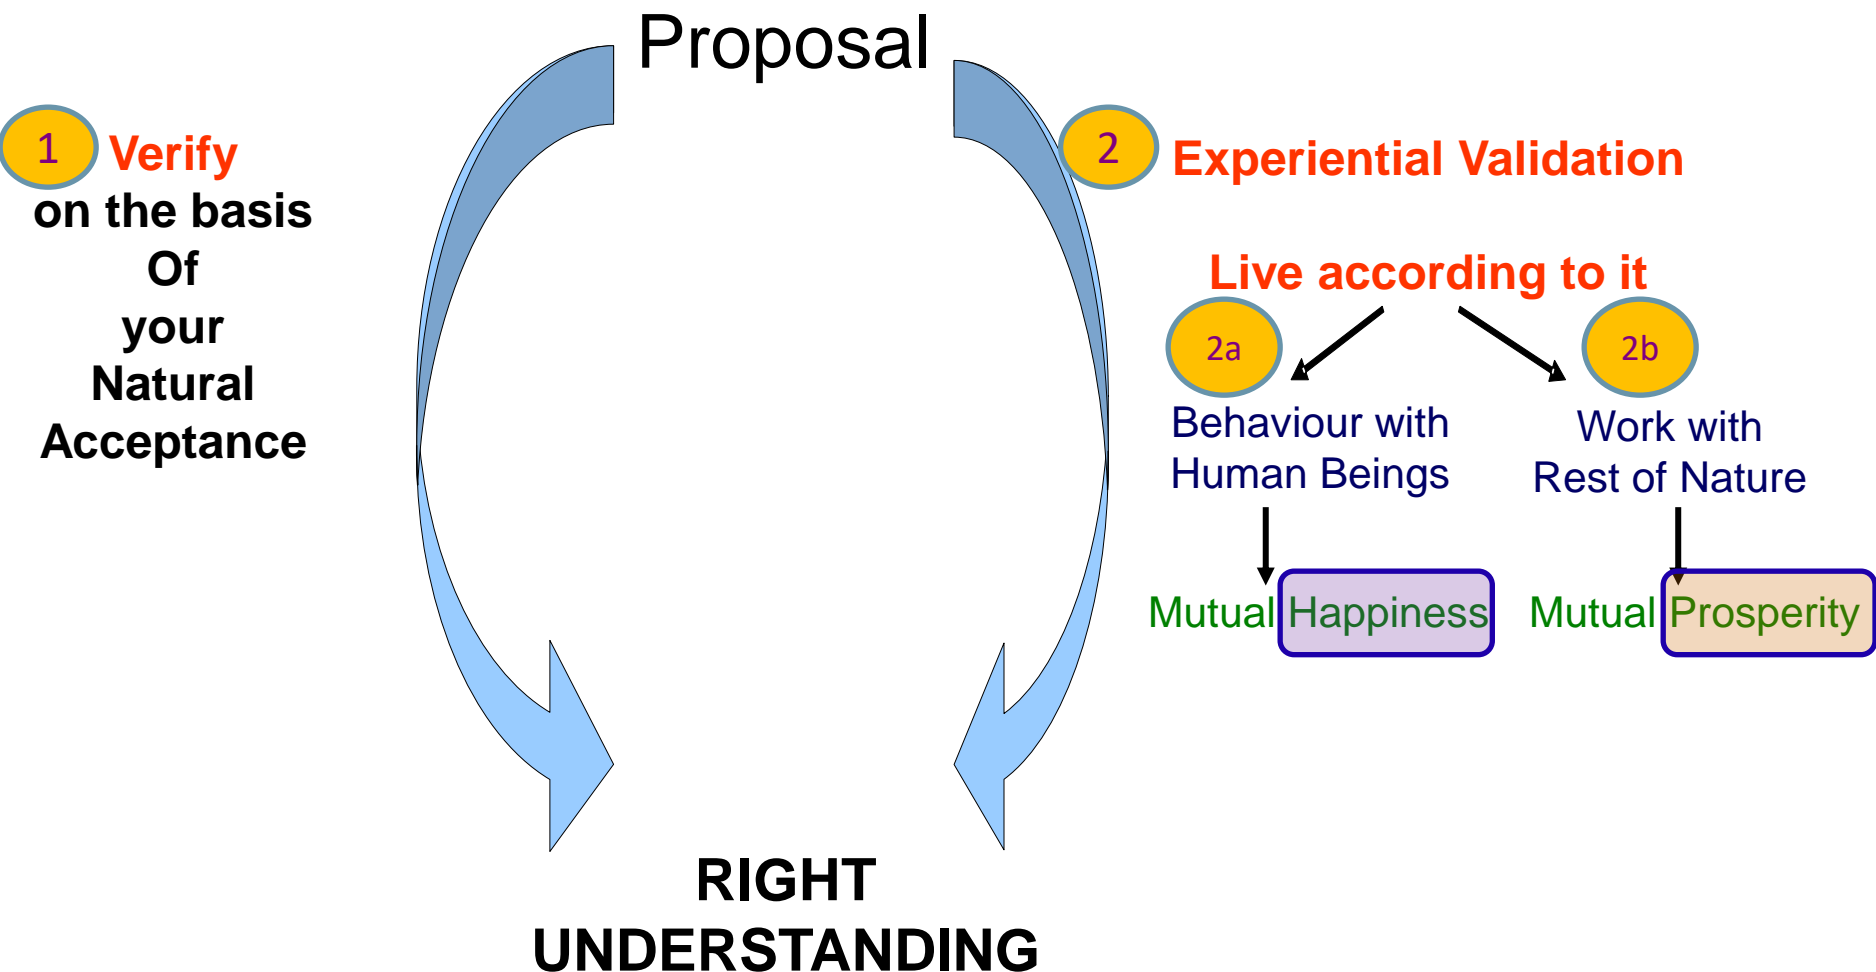 Proposal
1
Verify
on the basis
Of
your
Natural
Acceptance
2
Experiential Validation
Live according to it
2a
2b
Behaviour with
Human Beings
Work with
Rest of Nature
Mutual Happiness
Mutual Prosperity
RIGHT
UNDERSTANDING